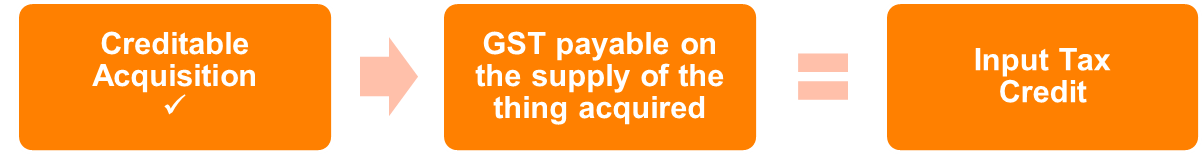 Creditable
Acquisition
✓
GST payable on
the supply of the
thing acquired
Input Tax
Credit